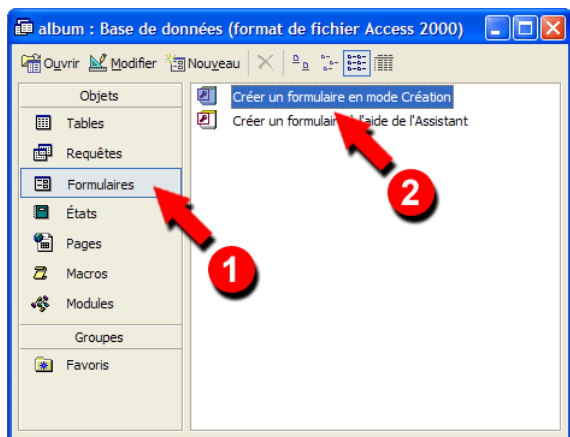 album : Base de données (format de fichier Access 2000)
Ouvrir Modifier Nouveau
Objets
Tables
Requêtes
Formulaires
États
Pages
Macros
Modules
Groupes
Favoris
Créer un formulaire en mode Création
Créer un formulaire à l'aide de l'Assistant
1
2